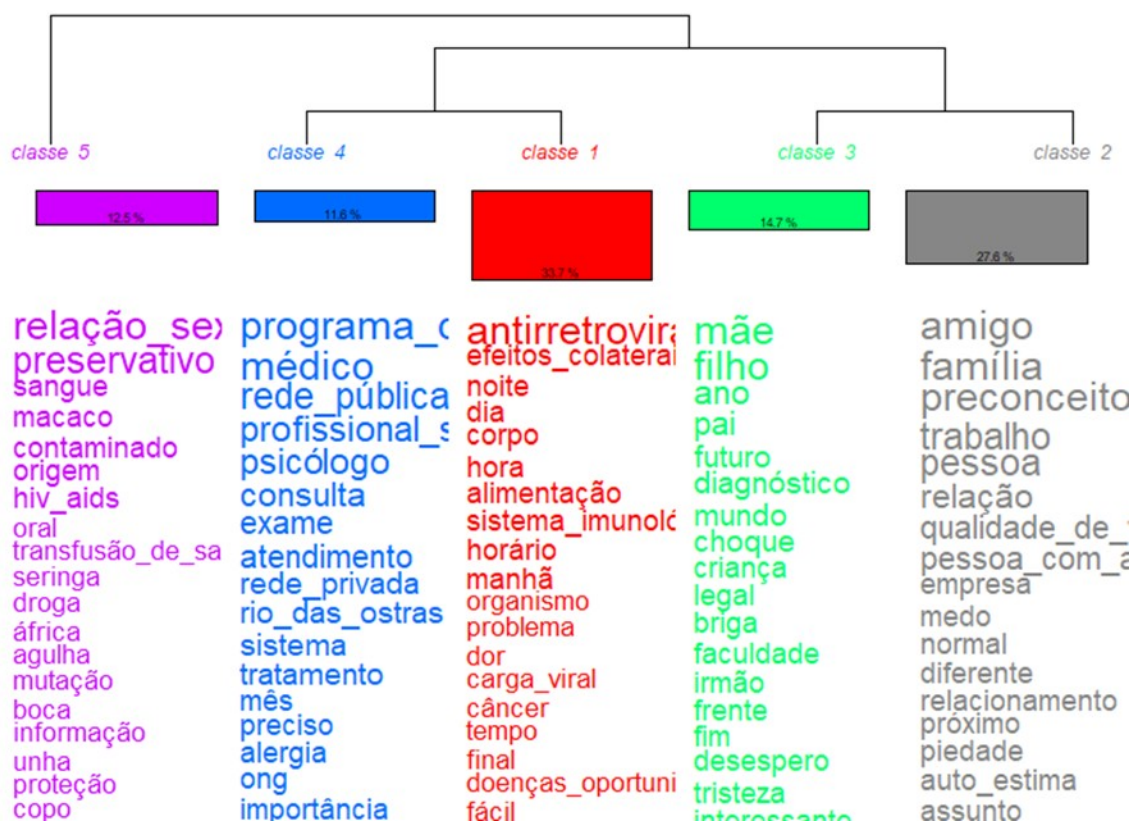 classe 5
classe 4
classe 1
classe 3
classe 2
12.5 %
11.6 %
33.7 %
14.7 %
27.6 %
relação_sex
preservativo
sangue
macaco
contaminado
origem
hiv_aids
oral
transfusão_de_sa
seringa
droga
áfrica
agulha
mutação
boca
informação
unha
proteção
copo
programa_
médico
rede_pública
profissional_s
psicólogo
consulta
exame
atendimento
rede_privada
rio_das_ostras
sistema
tratamento
mês
preciso
alergia
ong
importância
antirretrovira
efeitos_colaterai
noite
dia
corpo
hora
alimentação
sistema_imunoló
horário
manhã
organismo
problema
dor
carga_viral
câncer
tempo
final
doenças_oportuni
fácil
mãe
filho
ano
pai
futuro
diagnóstico
mundo
choque
criança
legal
briga
faculdade
irmão
frente
fim
desespero
tristeza
interessante
amigo
família
preconceito
trabalho
pessoa
relação
qualidade_de_
pessoa_com_a
empresa
medo
normal
diferente
relacionamento
próximo
piedade
auto_estima
assunto